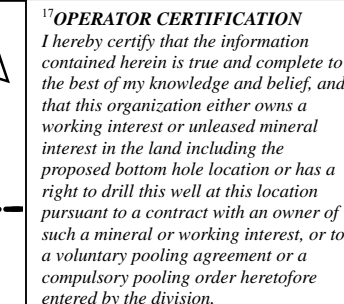 17OPERATOR CERTIFICATION
I hereby certify that the information
contained herein is true and complete to
the best of my knowledge and belief, and
that this organization either owns a
working interest or unleased mineral
interest in the land including the
proposed bottom hole location or has a
right to drill this well at this location
pursuant to a contract with an owner of
such a mineral or working interest, or to
a voluntary pooling agreement or a
compulsory pooling order heretofore
entered by the division.